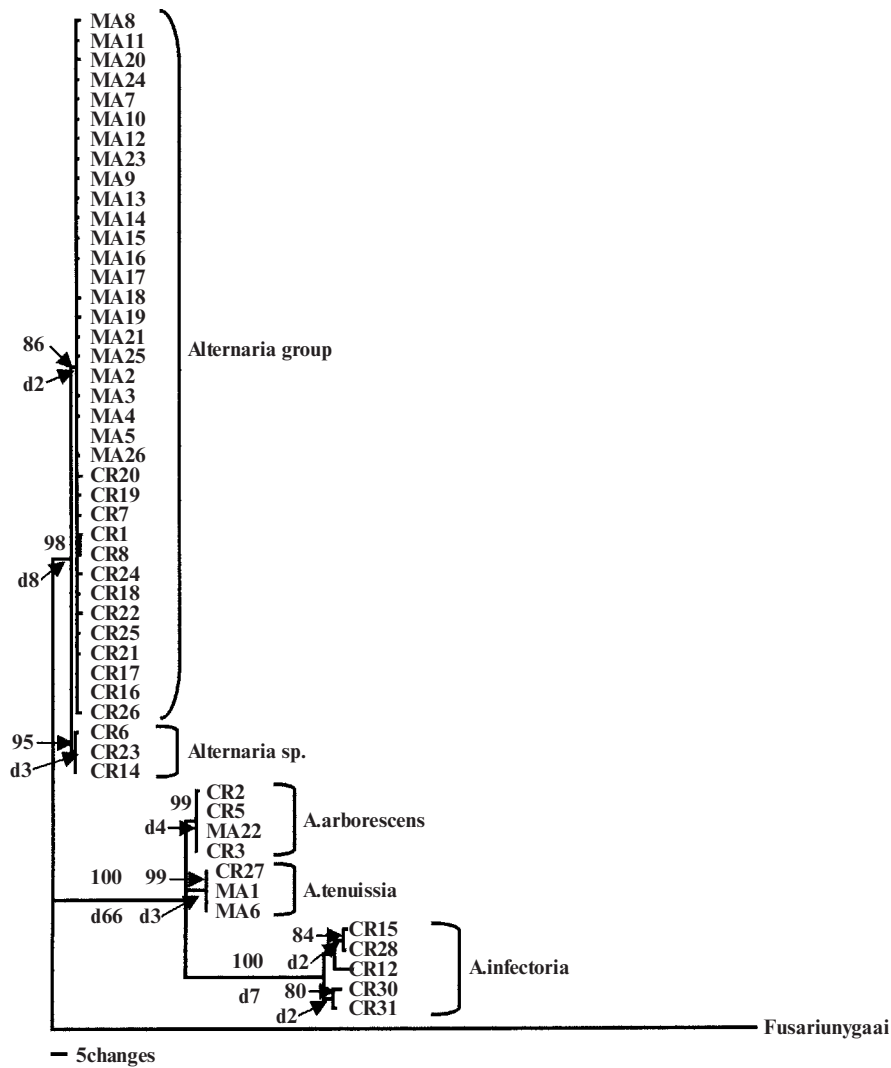 MA8
MA11
MA20
MA24
MA7
MA10
MA12
MA23
MA9
MA13
MA14
MA15
MA16
MA17
MA18
MA19
MA21
86
Alternaria group
MA25
MA2
d2
MA3
MA4
MA5
MA26
CR20
CR19
CR7
CR1
98
CR8
CR24
d8
CR18
CR22
CR25
CR21
CR17
CR16
CR26
CR6
95
CR23
Alternaria sp.
d3
CR14
CR2
99
CR5
A.arborescens
d4
MA22
CR3
CR27
100
99
MA1
A.tenuissia
d66
d3
MA6
CR15
84
CR28
100
d2
CR12
A.infectoria
d7
80
CR30
d2
CR31
Fusariunygaai
5changes